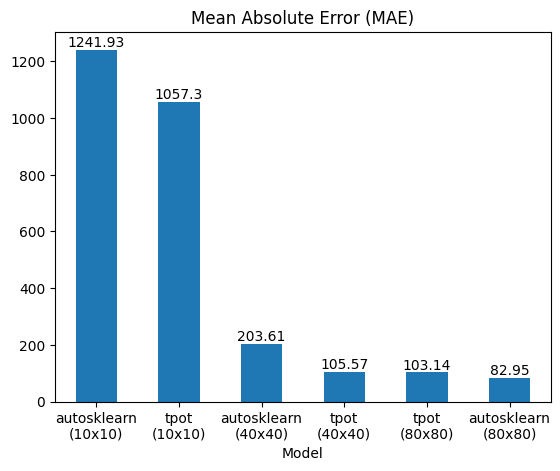 Mean Absolute Error (MAE)
1241.93
1057.3
203.61
105.57
103.14
82.95
1200
1000
800
600
400
200
0
autosklearn
(10x10)
tpot
(10x10)
autosklearn
(40x40)
tpot
(40x40)
tpot
(80x80)
autosklearn
(80x80)
Model